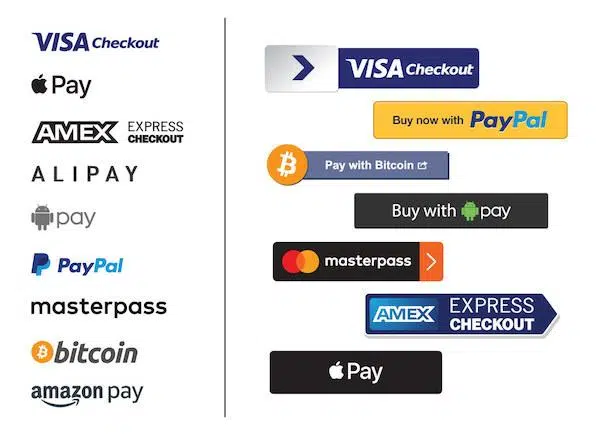 VISA Checkout
Pay
AMEX EXPRESS CHECKOUT
ALIPAY
pay
PayPal
masterpass
bitcoin
amazon pay
VISA Checkout
Buy now with PayPal
Pay with Bitcoin
Buy with pay
masterpass
AMEX EXPRESS CHECKOUT
Pay